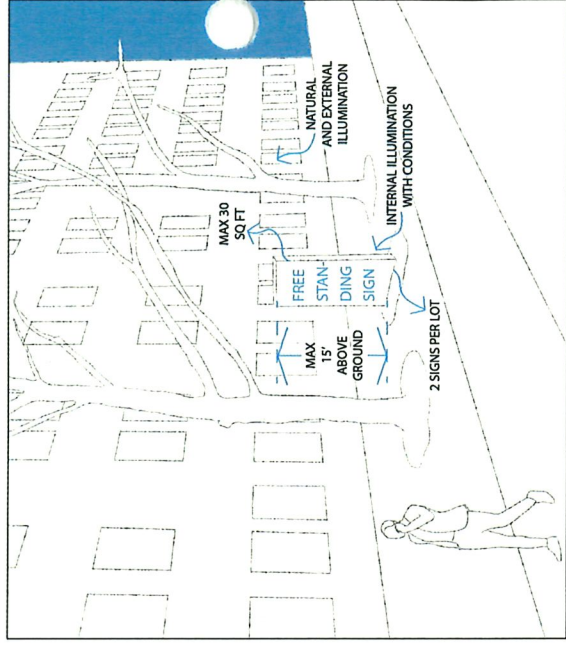 NATURAL
AND EXTERNAL
ILLUMINATION
MAX 30
SQ FT
INTERNAL ILLUMINATION
WITH CONDITIONS
FREE
STAN-
DING
SIGN
MAX
15'
ABOVE
GROUND
2 SIGNS PER LOT